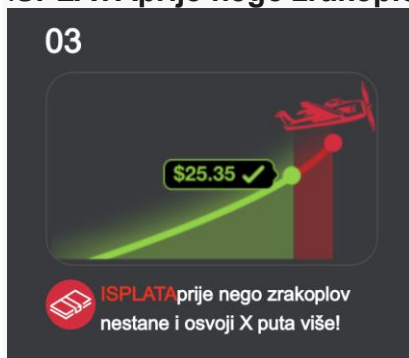 03
$25.35
ISPLATAprije nego zrakoplov
nestane i osvoji X puta više!